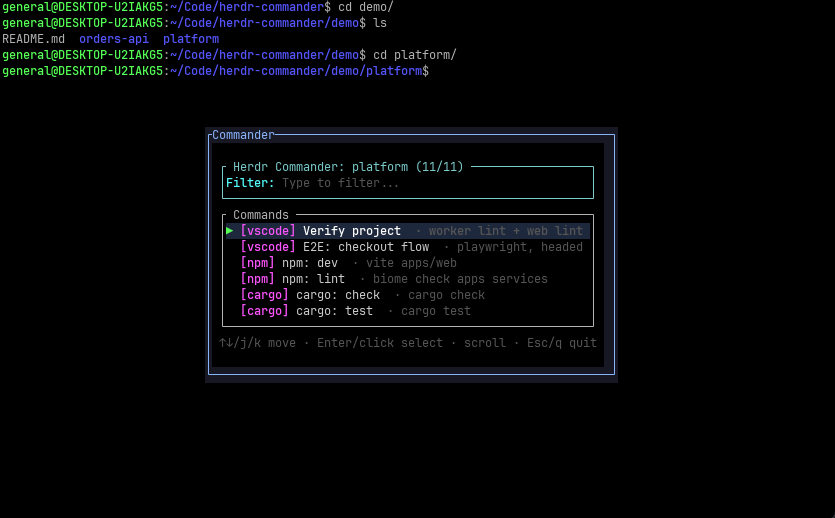 general@DESKTOP-U2IAKG5:~/Code/herdr-commander$ cd demo/
general@DESKTOP-U2IAKG5:~/Code/herdr-commander/demo$ ls
README.md  orders-api  platform
general@DESKTOP-U2IAKG5:~/Code/herdr-commander/demo$ cd platform/
general@DESKTOP-U2IAKG5:~/Code/herdr-commander/demo/platform$
Commander
Herdr Commander: platform (11/11)
Filter: Type to filter...
Commands
▶ [vscode] Verify project  · worker lint + web lint
[vscode] E2E: checkout flow  · playwright, headed
[npm] npm: dev  · vite apps/web
[npm] npm: lint  · biome check apps services
[cargo] cargo: check  · cargo check
[cargo] cargo: test  · cargo test
↑↓/j/k move · Enter/click select · scroll · Esc/q quit